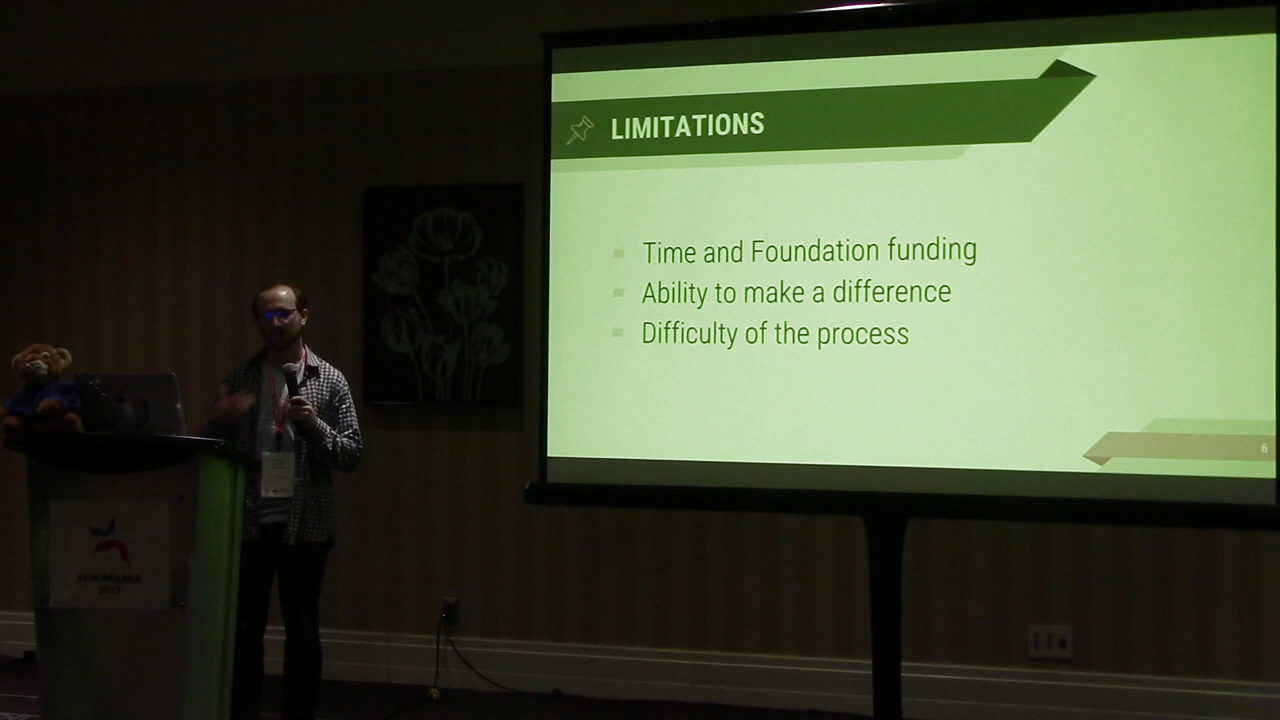 LIMITATIONS
Time and Foundation funding
Ability to make a difference
Difficulty of the process
6
WIKIMANIA
2017